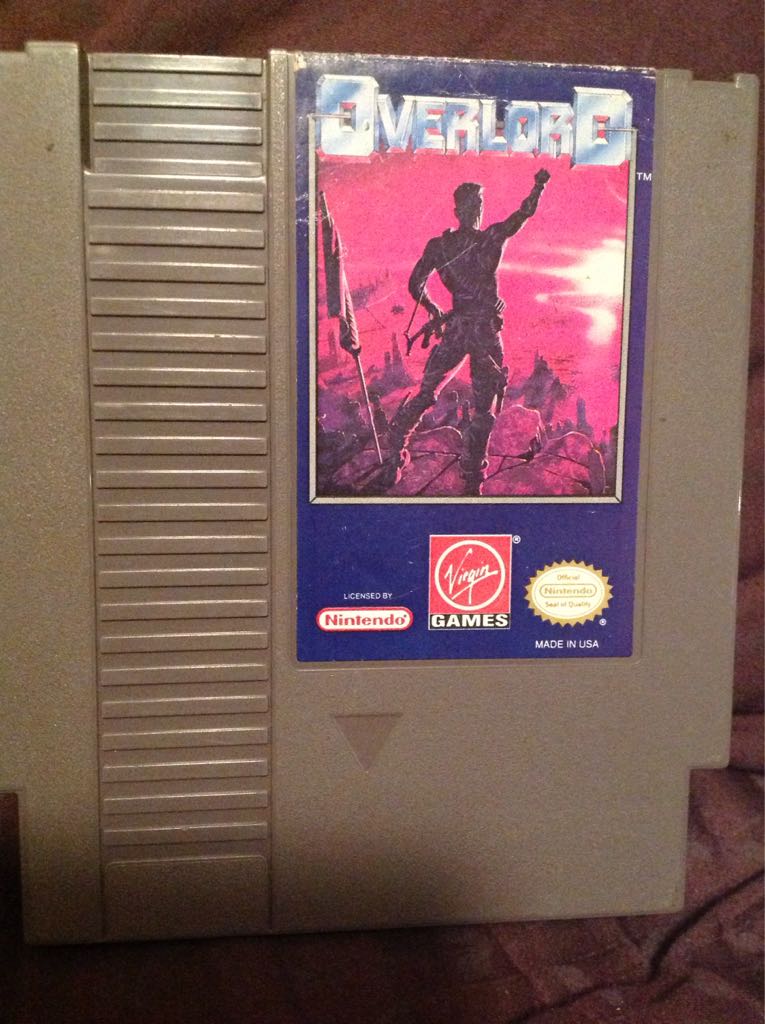 OVERLORD
TM
Virgin ®
GAMES
LICENSED BY
Nintendo®
Official
Nintendo
Seal of Quality
®
MADE IN USA